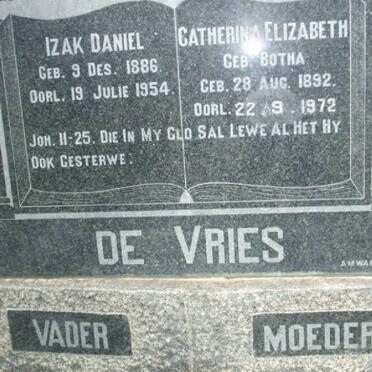 IZAK DANIEL
GEB. 9 DES. 1886.
OORL. 19 JULIE 1954.
CATHERINA ELIZABETH
GEB. BOTHA
GEB. 28 AUG. 1892.
OORL. 22 9 1972
JOH. 11-25. DIE IN MY GLO SAL LEWE AL HET HY
OOK GESTERWE.
DE VRIES
VADER
MOEDER